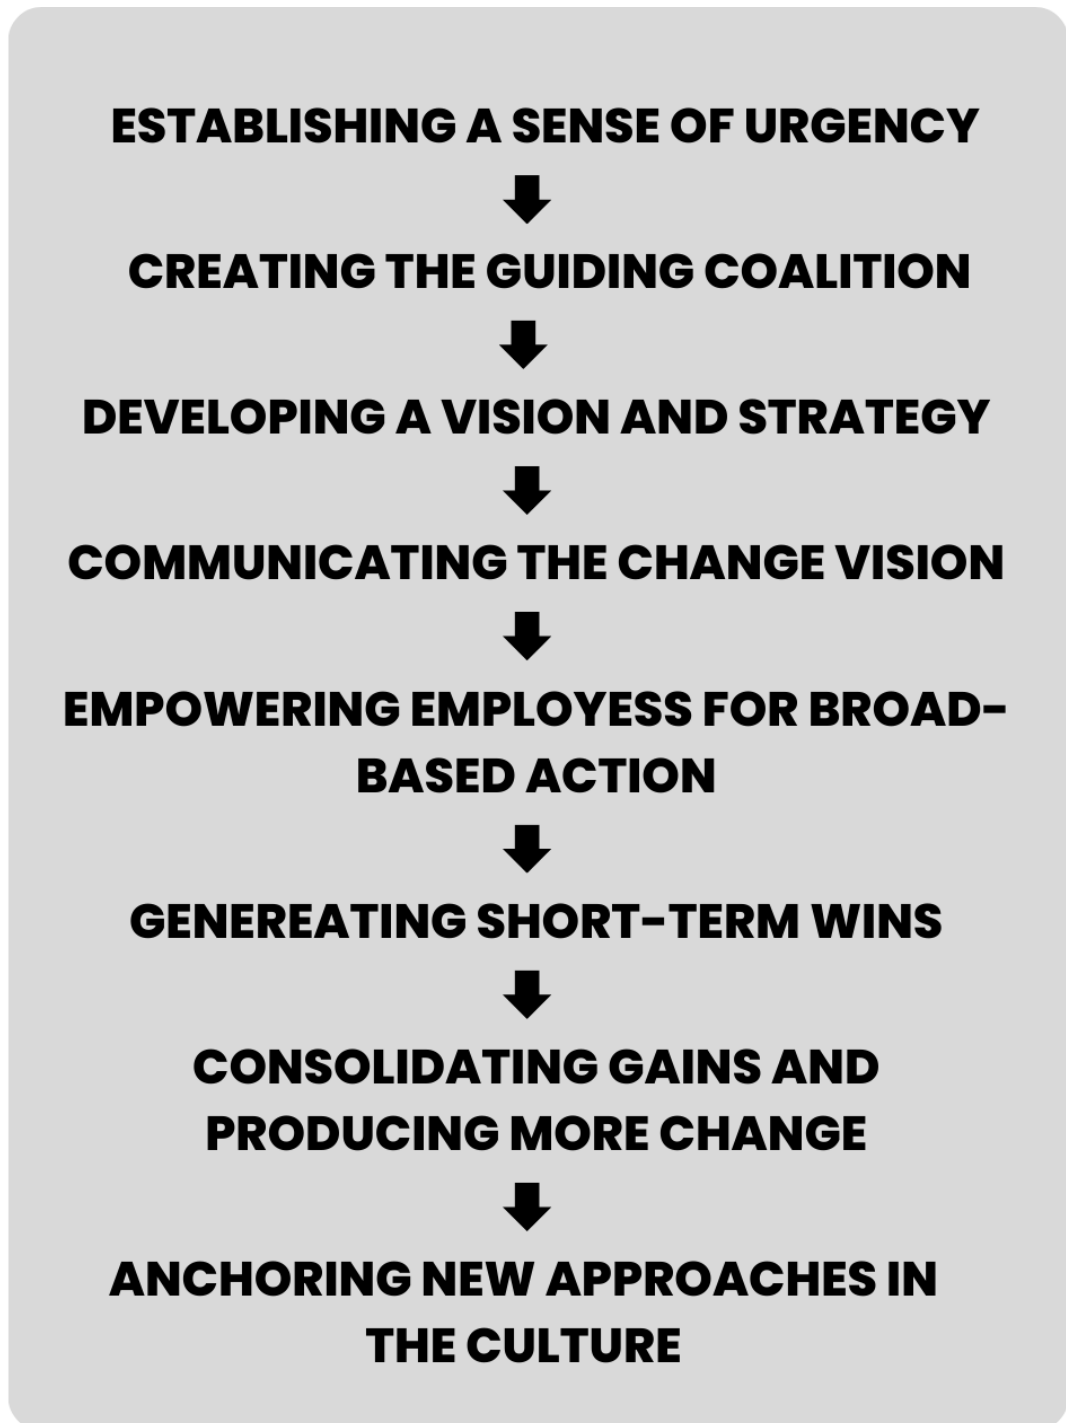 ESTABLISHING A SENSE OF URGENCY
CREATING THE GUIDING COALITION
DEVELOPING A VISION AND STRATEGY
COMMUNICATING THE CHANGE VISION
EMPOWERING EMPLOYESS FOR BROAD-
BASED ACTION
GENEREATING SHORT-TERM WINS
CONSOLIDATING GAINS AND
PRODUCING MORE CHANGE
ANCHORING NEW APPROACHES IN
THE CULTURE